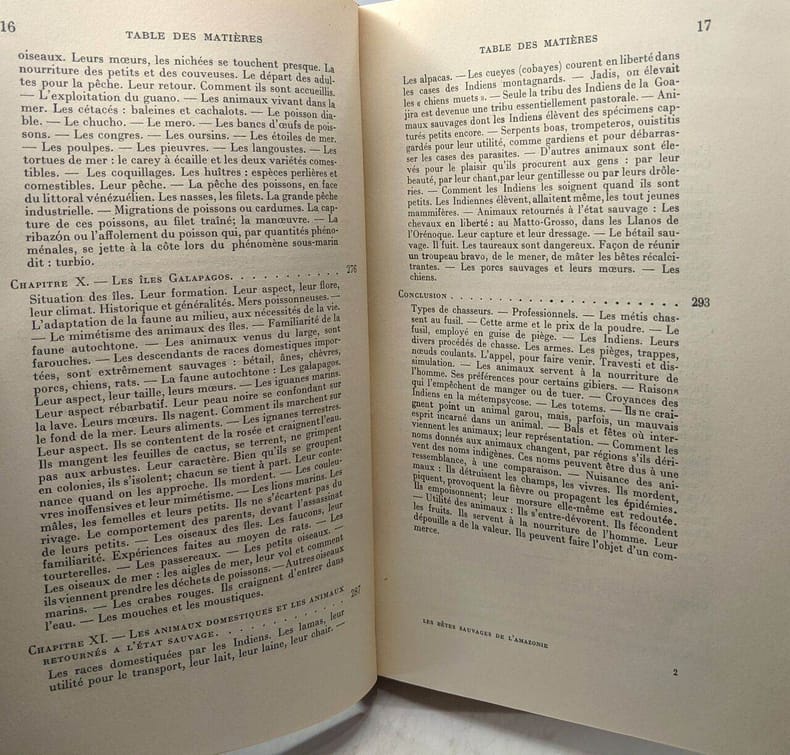 16
TABLE DES MATIÈRES
oiseaux. Leurs mœurs, les nichées se touchent presque. La
nourriture des petits et des couveuses. Le départ des adul-
tes pour la pêche. Leur retour. Comment ils sont accueillis.
— L'exploitation du guano. — Les animaux vivant dans la
mer. Les cétacés : baleines et cachalots. — Le poisson dia-
ble. — Le chucho. — Le mero. — Les bancs d'œufs de pois-
sons. — Les congres. — Les oursins. — Les étoiles de mer.
— Les poulpes. — Les pieuvres. — Les langoustes. — Les
tortues de mer : le carey à écaille et les deux variétés comes-
tibles. — Les coquillages. Les huîtres : espèces perlières et
comestibles. Leur pêche. — La pêche des poissons, en face
du littoral vénézuélien. Les nasses, les filets. La grande pêche
industrielle. — Migrations de poissons ou cardumes. La cap-
ture de ces poissons, au filet traîné; la manœuvre. — La
ribazón ou l'affolement du poisson qui, par quantités phéno-
ménales, se jette à la côte lors du phénomène sous-marin
dit : turbio.
CHAPITRE X. — LES ÎLES GALAPAGOS. . . . . . . . . . . . 276
Situation des îles. Leur formation. Leur aspect, leur flore,
leur climat. Historique et généralités. Mers poissonneuses. —
L'adaptation de la faune au milieu, aux nécessités de la vie.
— Le mimétisme des animaux des îles. — Familiarité de la
faune autochtone. — Les animaux venus du large, sont
farouches. — Les descendants de races domestiques impor-
tées, sont extrêmement sauvages : bétail, ânes, chèvres,
porcs, chiens, rats. — La faune autochtone : Les galapagos.
Leur aspect, leur taille, leurs mœurs. — Les iguanes marins.
Leur aspect rébarbatif. Leur peau noire se confondant sur
la lave. Leurs mœurs. Ils nagent. Comment ils marchent sur
le fond de la mer. Leurs aliments. — Les ignanes terrestres.
Leur aspect. Ils se contentent de la rosée et craignent l'eau.
Ils mangent les feuilles de cactus, se terrent, ne grimpent
pas aux arbustes. Leur caractère. Bien qu'ils se groupent
en colonies, ils s'isolent; chacun se tient à part. Leur conte-
nance quand on les approche. Ils mordent. — Les couleu-
vres inoffensives et leur mimétisme. — Les lions marins. Les
mâles, les femelles et leurs petits. Ils ne s'écartent pas du
rivage. Le comportement des parents, devant l'assassinat
de leurs petits. — Les oiseaux des îles. Les faucons, leur
familiarité. Expériences faites au moyen de rats. — Les
tourterelles. — Les passereaux. — Les petits oiseaux. —
Les oiseaux de mer : les aigles de mer, leur vol et comment
ils viennent prendre les déchets de poissons. — Autres oiseaux
marins. — Les crabes rouges. Ils craignent d'entrer dans
l'eau. — Les mouches et les moustiques.
CHAPITRE XI. — LES ANIMAUX DOMESTIQUES ET LES ANIMAUX
RETOURNÉS A L'ÉTAT SAUVAGE. . . . . . . . . . . . . . 287
Les races domestiquées par les Indiens. Les lamas, leur
utilité pour le transport, leur lait, leur laine, leur chair. —
TABLE DES MATIÈRES
17
Les alpacas. — Les cueyes (cobayes) courent en liberté dans
les cases des Indiens montagnards. — Jadis, on élevait
les « chiens muets ». — Seule la tribu des Indiens de la Goa-
jira est devenue une tribu essentiellement pastorale. — Ani-
maux sauvages dont les Indiens élèvent des spécimens cap-
turés petits encore. — Serpents boas, trompeteros, ouistitis
gardés pour leur utilité, comme gardiens et pour débarras-
ser les cases des parasites. — D'autres animaux sont éle-
vés pour le plaisir qu'ils procurent aux gens : par leur
beauté, par leur chant, par leur gentillesse ou par leurs drôle-
ries. — Comment les Indiens les soignent quand ils sont
petits. Les Indiennes élèvent, allaitent même, les tout jeunes
mammifères. — Animaux retournés à l'état sauvage : Les
chevaux en liberté : au Matto-Grosso, dans les Llanos de
l'Orénoque. Leur capture et leur dressage. — Le bétail sau-
vage. Il fuit. Les taureaux sont dangereux. Façon de réunir
un troupeau bravo, de le mener, de mâter les bêtes récalci-
trantes. — Les porcs sauvages et leurs mœurs. — Les
chiens.
CONCLUSION . . . . . . . . . . . . . . . . . . . . 293
Types de chasseurs. — Professionnels. — Les métis chas-
sent au fusil. — Cette arme et le prix de la poudre. — Le
fusil, employé en guise de piège. — Les Indiens. Leurs
divers procédés de chasse. Les armes. Les pièges, trappes,
nœuds coulants. L'appel, pour faire venir. Travesti et dis-
simulation. — Les animaux servent à la nourriture de
l'homme. Ses préférences pour certains gibiers. — Raisons
qui l'empêchent de manger ou de tuer. — Croyances des
Indiens en la métempsycose. — Les totems. — Ils ne crai-
gnent point un animal garou, mais, parfois, un mauvais
esprit incarné dans un animal. — Bals et fêtes où inter-
viennent les animaux; leur représentation. — Comment les
noms donnés aux animaux changent, par régions s'ils déri-
vent des noms indigènes. Ces noms peuvent être dus à une
ressemblance, à une comparaison. — Nuisance des ani-
maux : Ils détruisent les champs, les vivres. Ils mordent,
piquent, provoquent la fièvre ou propagent les épidémies.
Ils empoisonnent; leur morsure elle-même est redoutée.
— Utilité des animaux : Ils s'entre-dévorent. Ils fécondent
les fruits. Ils servent à la nourriture de l'homme. Leur
dépouille a de la valeur. Ils peuvent faire l'objet d'un com-
merce.
LES BÊTES SAUVAGES DE L'AMAZONIE
2